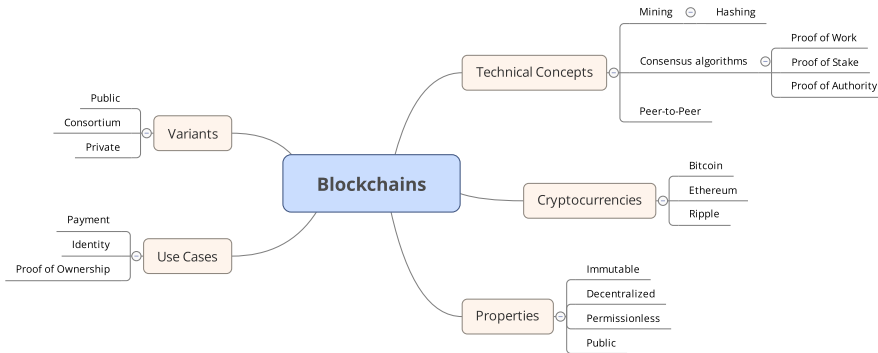 Blockchains
Technical Concepts
Mining
Hashing
Consensus algorithms
Proof of Work
Proof of Stake
Proof of Authority
Peer-to-Peer
Cryptocurrencies
Bitcoin
Ethereum
Ripple
Properties
Immutable
Decentralized
Permissionless
Public
Variants
Public
Consortium
Private
Use Cases
Payment
Identity
Proof of Ownership